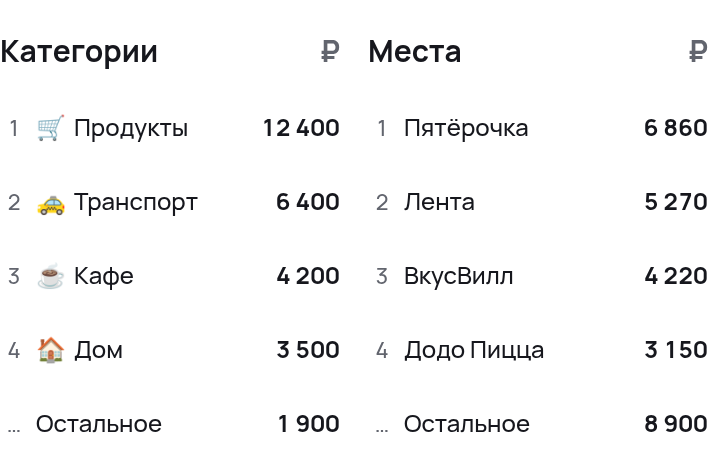 Категории ₽
1 Продукты 12 400
2 Транспорт 6 400
3 Кафе 4 200
4 Дом 3 500
... Остальное 1 900
Места ₽
1 Пятёрочка 6 860
2 Лента 5 270
3 ВкусВилл 4 220
4 Додо Пицца 3 150
... Остальное 8 900